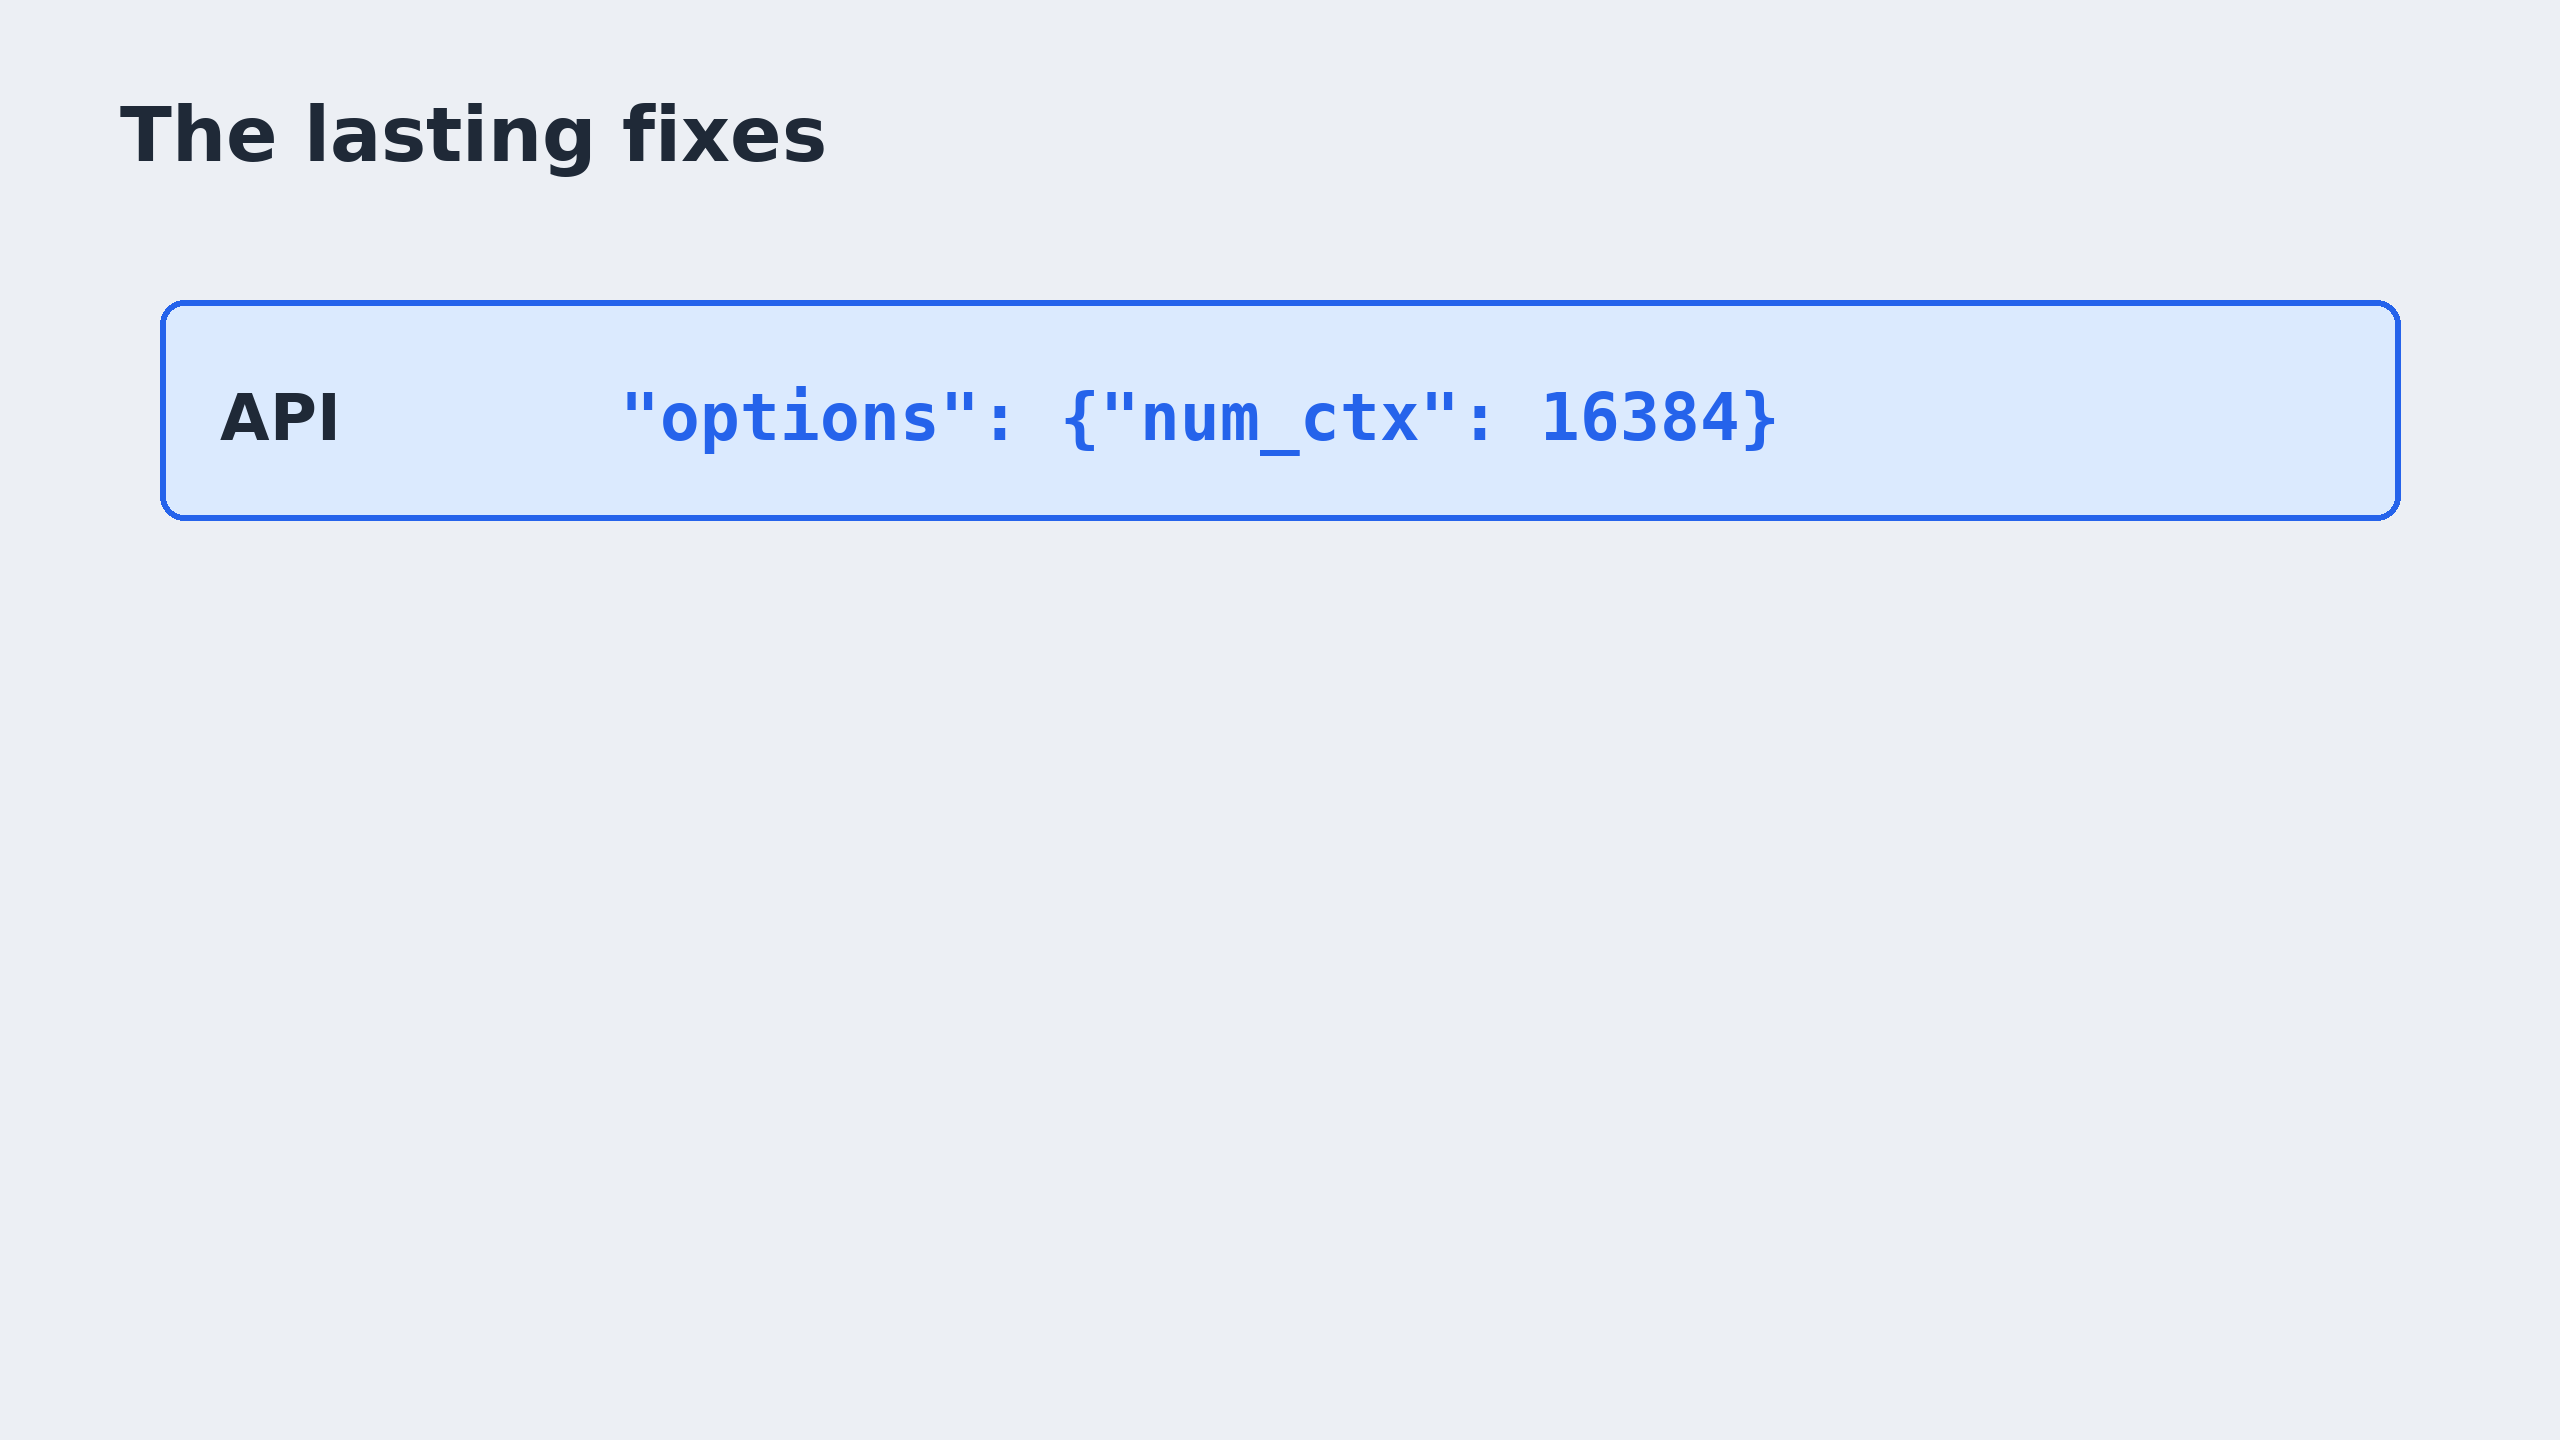 The lasting fixes
API "options": {"num_ctx": 16384}